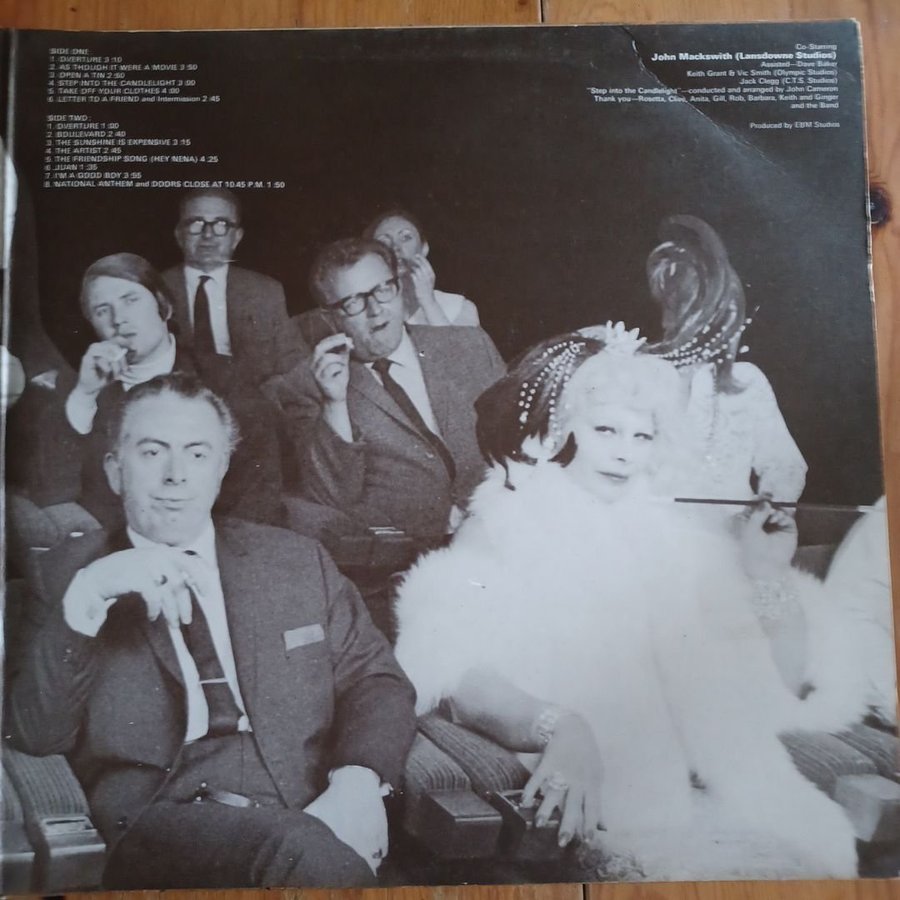 SIDE ONE
1. OVERTURE 3:10
2. AS THOUGH IT WERE A MOVIE 3:50
3. OPEN A TIN 2:60
4. STEP INTO THE CANDLELIGHT 3:00
5. TAKE OFF YOUR CLOTHES 4:00
6. LETTER TO A FRIEND and Intermission 2:45
SIDE TWO:
1. OVERTURE 1:00
2. BOULEVARD 2:40
3. THE SUNSHINE IS EXPENSIVE 3:15
4. THE ARTIST 2:45
5. THE FRIENDSHIP SONG (HEY NENA) 4:25
6. JUAN 1:35
7. I'M A GOOD BOY 3:55
8. NATIONAL ANTHEM and DOORS CLOSE AT 10.45 P.M. 1:50
Co-Starring
John Mackswith (Lansdowne Studios)
Assisted—Dave Baker
Keith Grant & Vic Smith (Olympic Studios)
Jack Clegg (C.T.S. Studios)
"Step into the Candlelight"—conducted and arranged by John Cameron
Thank you—Rosetta, Clive, Anita, Gill, Rob, Barbara, Keith and Ginger
and the Band
Produced by EBM Studios